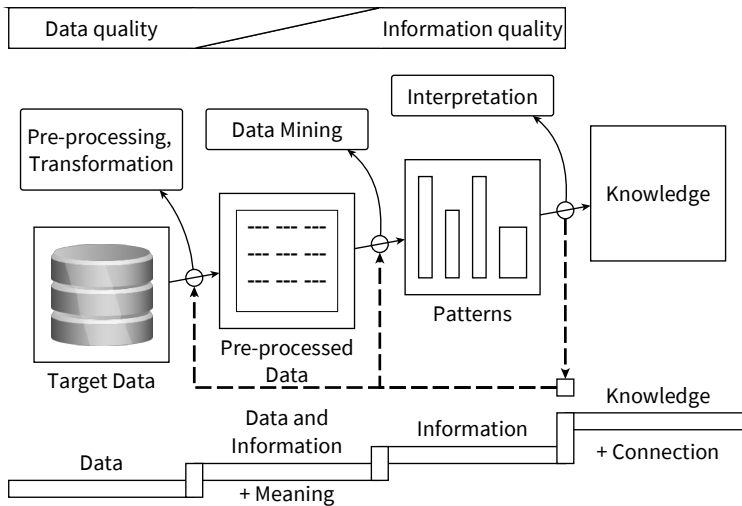 Data quality
Information quality
Interpretation
Data Mining
Pre-processing,
Transformation
Knowledge
Patterns
Pre-processed
Data
Target Data
Knowledge
Data and
Information
Information
Data
+ Connection
+ Meaning